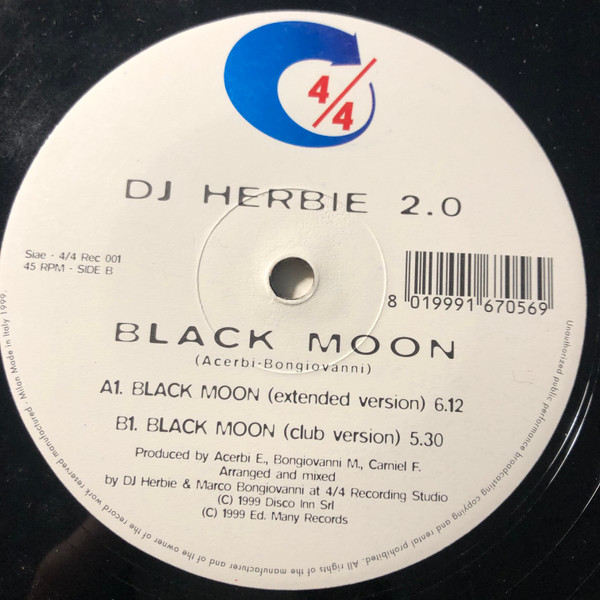 4/4
DJ HERBIE 2.0
Siae - 4/4 Rec 001
45 RPM - SIDE B
8 019991 670569
BLACK MOON
(Acerbi-Bongiovanni)
A1. BLACK MOON (extended version) 6.12
B1. BLACK MOON (club version) 5.30
Produced by Acerbi E., Bongiovanni M., Carniel F.
Arranged and mixed
by DJ Herbie & Marco Bongiovanni at 4/4 Recording Studio
(C) 1999 Disco Inn Srl
(C) 1999 Ed. Many Records
Unauthorized public performance broadcasting copying and rental prohibited. All rights of the manufacturer and of the owner of the record work reserved manufactured. Milan Made in Italy 1999.